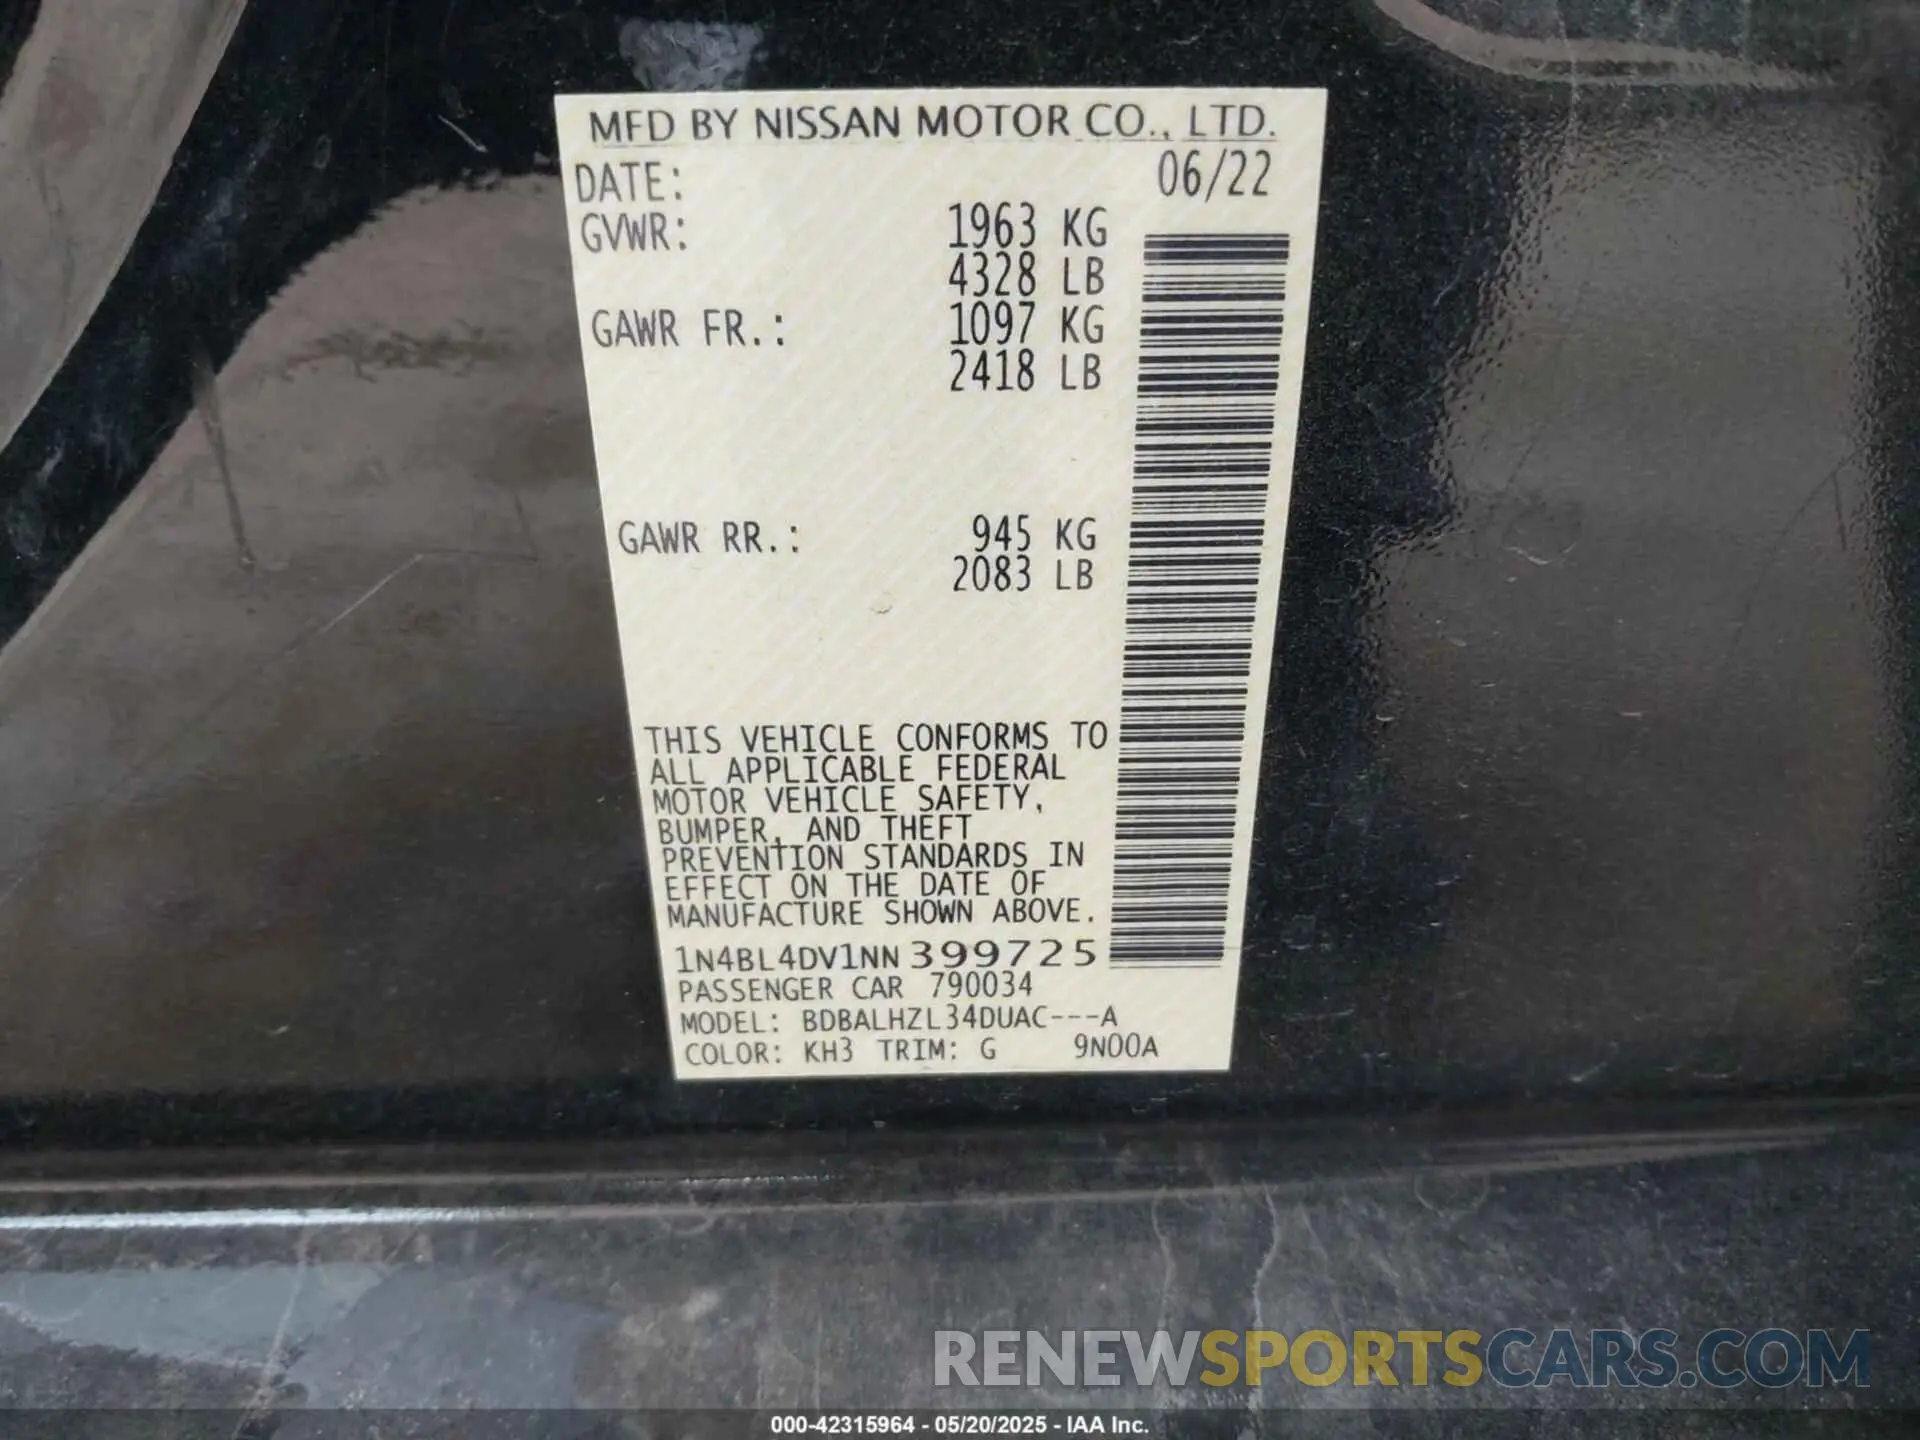 MFD BY NISSAN MOTOR CO., LTD.
DATE: 06/22
GVWR: 1963 KG
4328 LB
GAWR FR.: 1097 KG
2418 LB
GAWR RR.: 945 KG
2083 LB
THIS VEHICLE CONFORMS TO
ALL APPLICABLE FEDERAL
MOTOR VEHICLE SAFETY,
BUMPER, AND THEFT
PREVENTION STANDARDS IN
EFFECT ON THE DATE OF
MANUFACTURE SHOWN ABOVE.
1N4BL4DV1NN399725
PASSENGER CAR 790034
MODEL: BDBALHZL34DUAC---A
COLOR: KH3 TRIM: G 9N00A
RENEWSPORTSCARS.COM
000-42315964 - 05/20/2025 - IAA Inc.